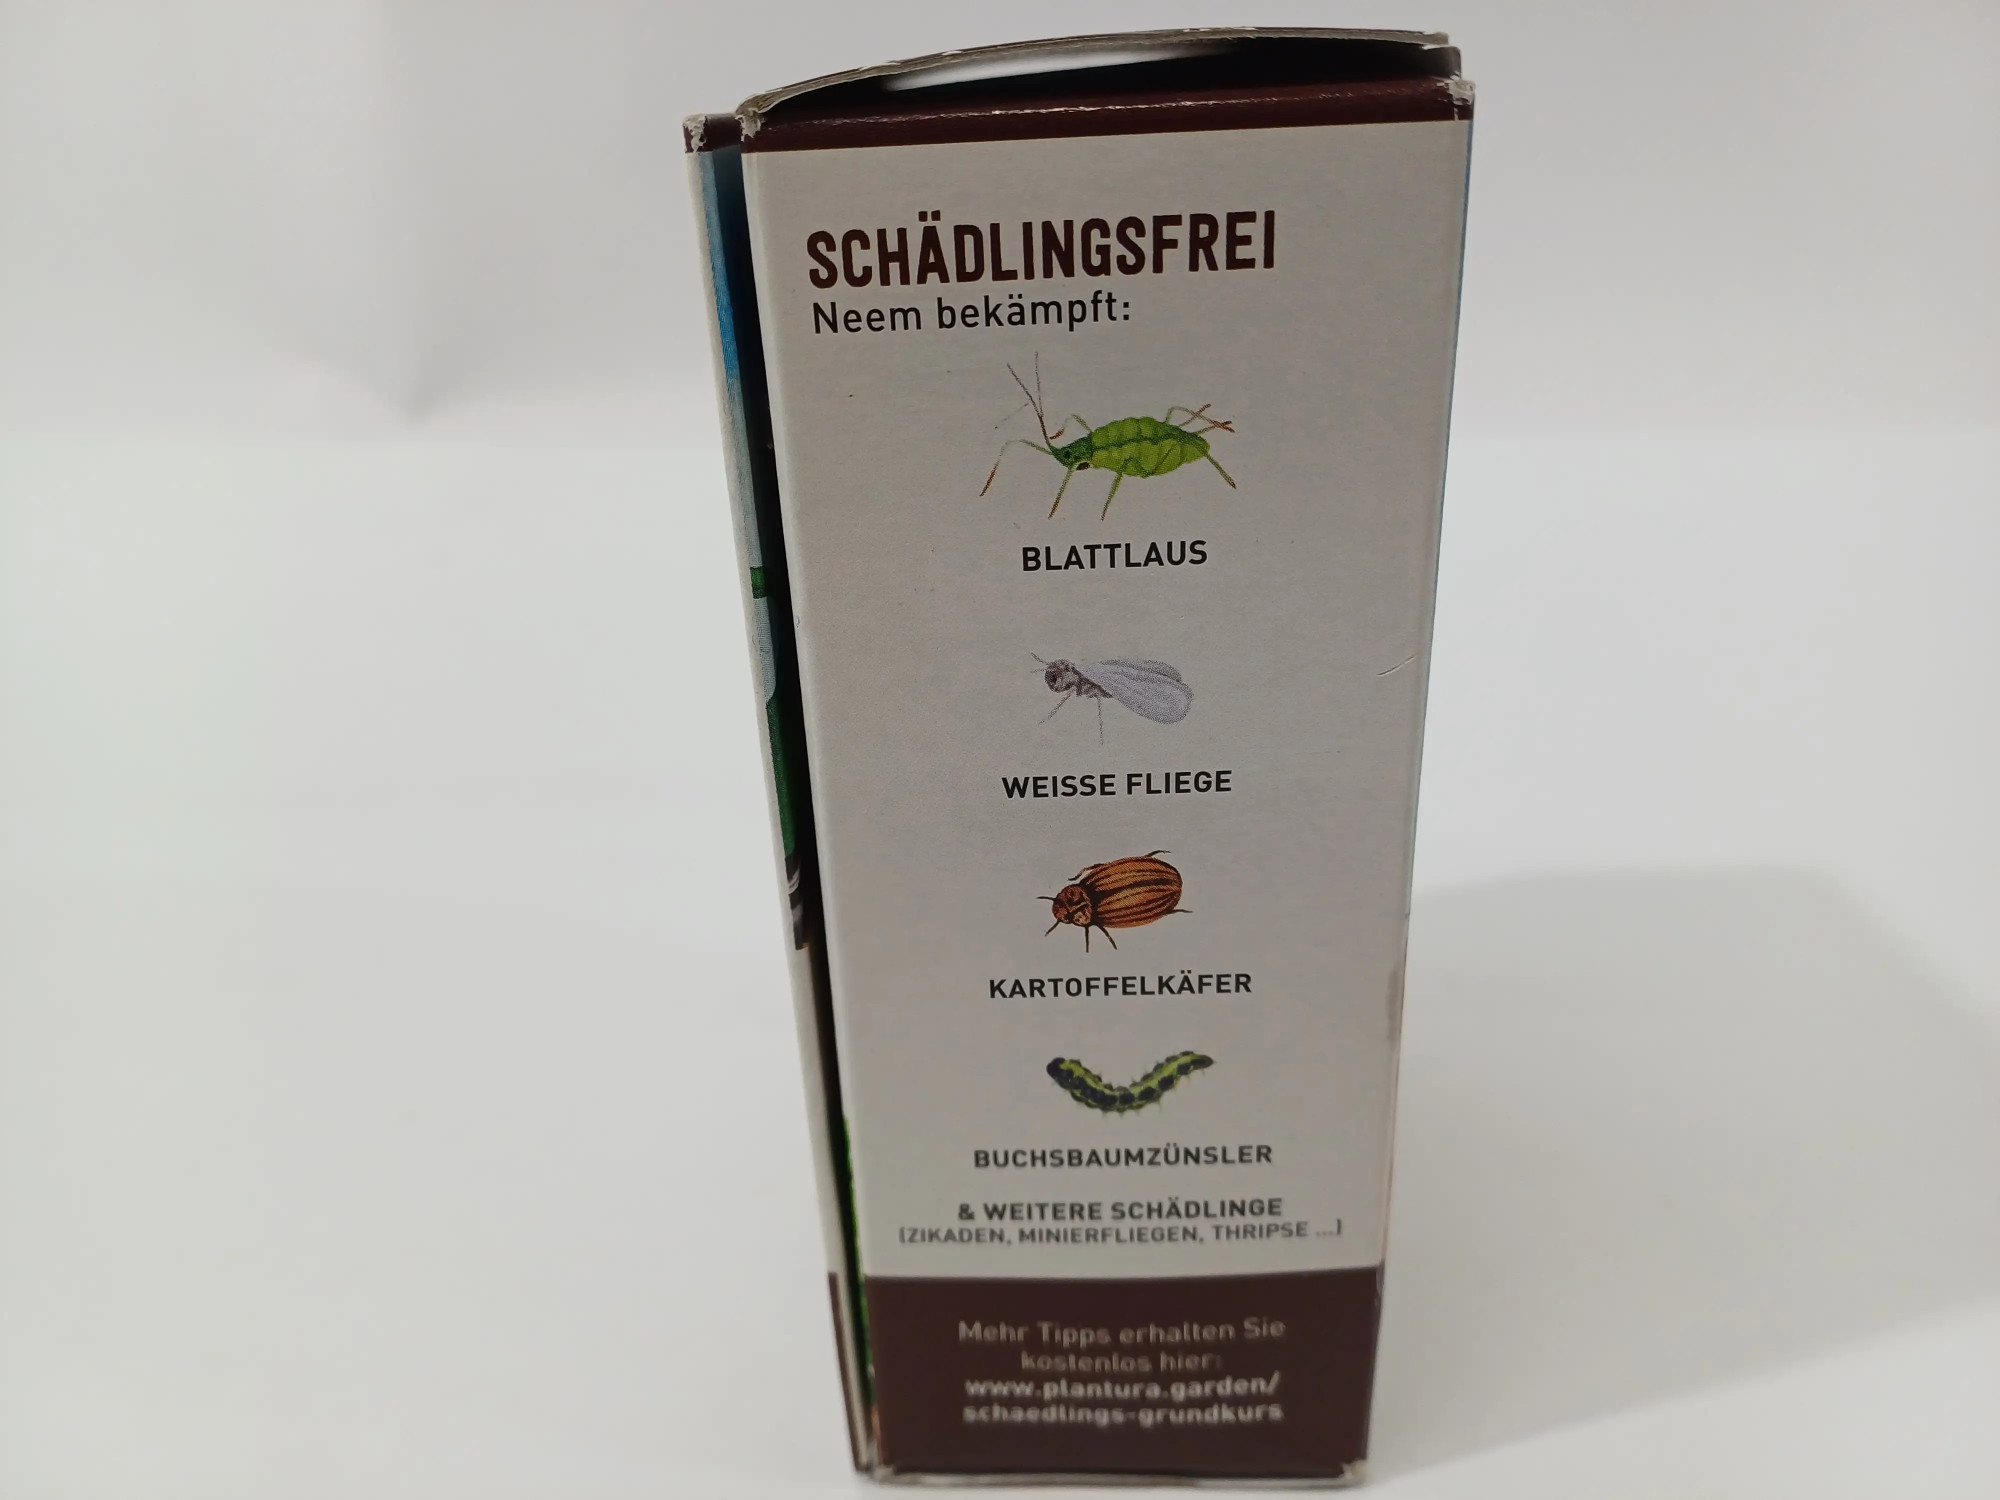 SCHÄDLINGSFREI
Neem bekämpft:
BLATTLAUS
WEISSE FLIEGE
KARTOFFELKÄFER
BUCHSBAUMZÜNSLER
& WEITERE SCHÄDLINGE
(ZIKADEN, MINIERFLIEGEN, THRIPSE ...)
Mehr Tipps erhalten Sie
kostenlos hier:
www.plantura.garden/
schaedlings-grundkurs